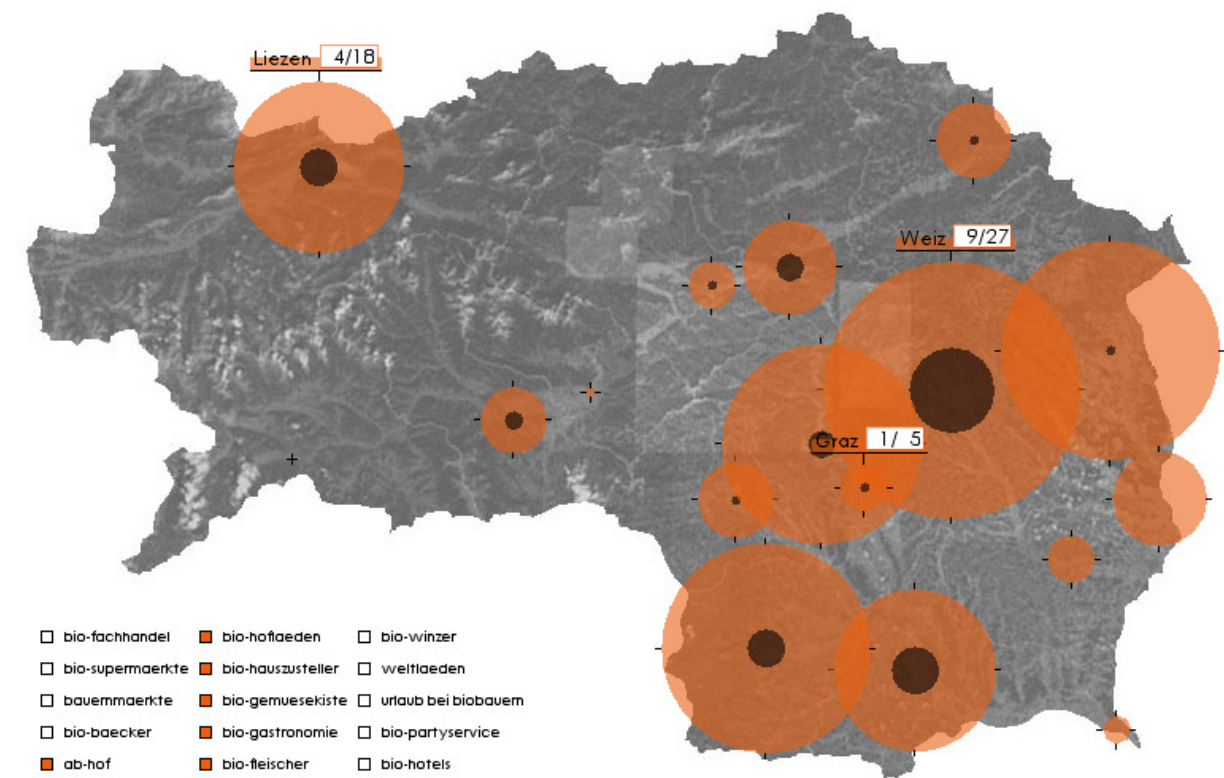 Liezen 4/18
Weiz 9/27
Graz 1/ 5
bio-fachhandel bio-hoflaeden bio-winzer
bio-supermaerkte bio-hauszusteller weltlaeden
bauernmaerkte bio-gemuesekiste urlaub bei biobauern
bio-baecker bio-gastronomie bio-partyservice
ab-hof bio-fleischer bio-hotels